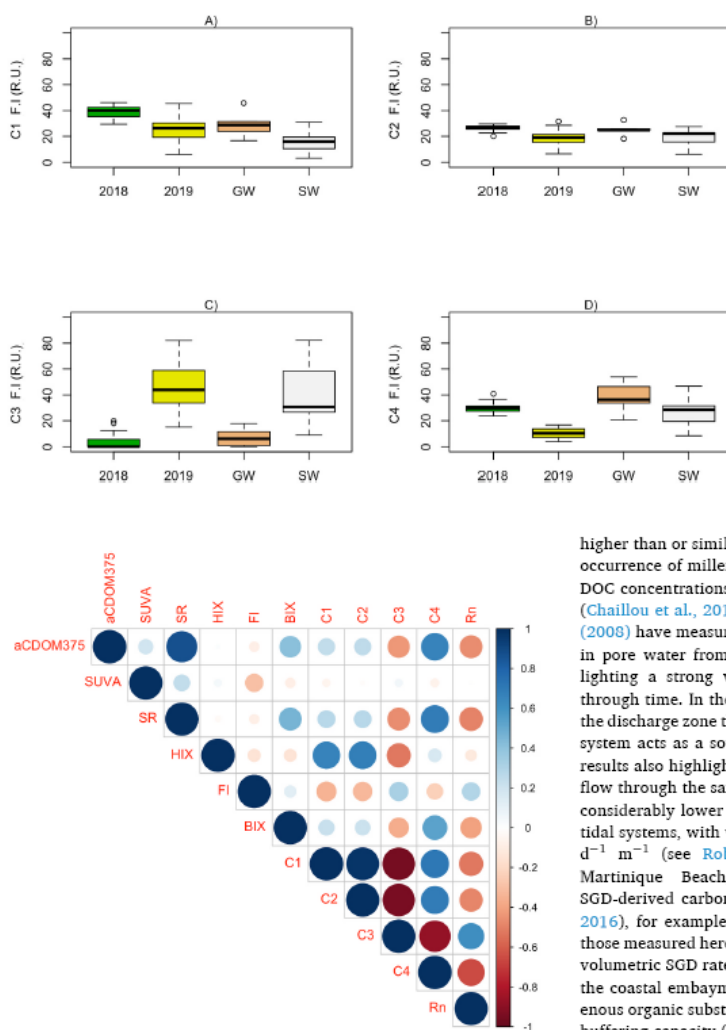 A)
C1 F.I (R.U.)
0 20 40 60 80
2018 2019 GW SW
B)
C2 F.I (R.U.)
0 20 40 60 80
2018 2019 GW SW
C)
C3 F.I (R.U.)
0 20 40 60 80
2018 2019 GW SW
D)
C4 F.I (R.U.)
0 20 40 60 80
2018 2019 GW SW
aCDOM375 SUVA SR HIX FI BIX C1 C2 C3 C4 Rn
aCDOM375
SUVA
SR
HIX
FI
BIX
C1
C2
C3
C4
Rn
1
0.8
0.6
0.4
0.2
0
-0.2
-0.4
-0.6
-0.8
-1
higher than or simil
occurrence of mille
DOC concentrations
(Chaillou et al., 201
(2008) have measur
in pore water from
lighting a strong v
through time. In the
the discharge zone t
system acts as a so
results also highligh
flow through the sa
considerably lower
tidal systems, with
d⁻¹ m⁻¹ (see Rol
Martinique Beach
SGD-derived carbon
2016), for example
those measured here
volumetric SGD rate
the coastal embaym
enous organic subst